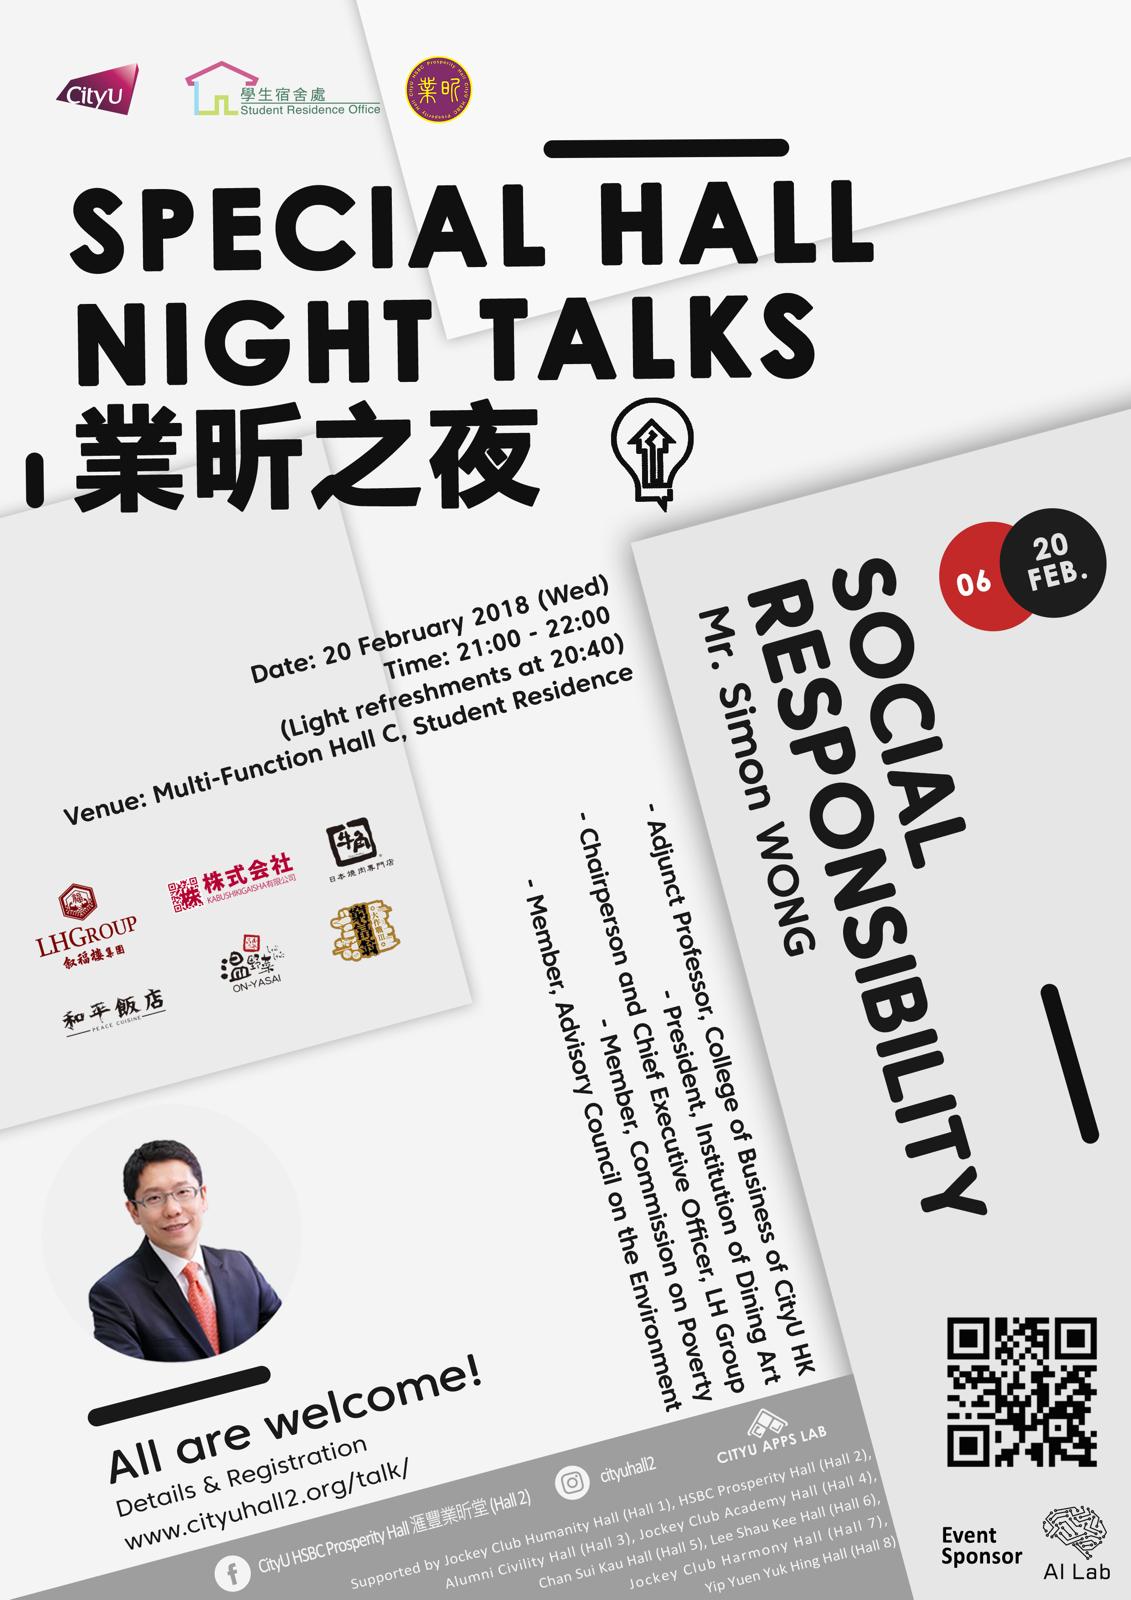 CityU
學生宿舍處
Student Residence Office
業昕
CityU HSBC Prosperity Hall
SPECIAL HALL
NIGHT TALKS
業昕之夜
06
20
FEB.
SOCIAL
RESPONSIBILITY
Mr. Simon WONG
Date: 20 February 2018 (Wed)
Time: 21:00 - 22:00
(Light refreshments at 20:40)
Venue: Multi-Function Hall C, Student Residence
牛角
日本燒肉專門店
株式会社
KABUSHIKIGAISHA有限公司
LHGROUP
叙福樓集團
溫野菜
ON-YASAI
和平飯店
PEACE CUISINE
- Adjunct Professor, College of Business of CityU HK
- President, Institution of Dining Art
- Chairperson and Chief Executive Officer, LH Group
- Member, Commission on Poverty
- Member, Advisory Council on the Environment
All are welcome!
Details & Registration
www.cityuhall2.org/talk/
CityU HSBC Prosperity Hall 滙豐業昕堂 (Hall 2)
cityuhall2
CITYU APPS LAB
Supported by Jockey Club Humanity Hall (Hall 1), HSBC Prosperity Hall (Hall 2),
Alumni Civility Hall (Hall 3), Jockey Club Academy Hall (Hall 4),
Chan Sui Kau Hall (Hall 5), Lee Shau Kee Hall (Hall 6),
Jockey Club Harmony Hall (Hall 7),
Yip Yuen Yuk Hing Hall (Hall 8)
Event
Sponsor
AI Lab